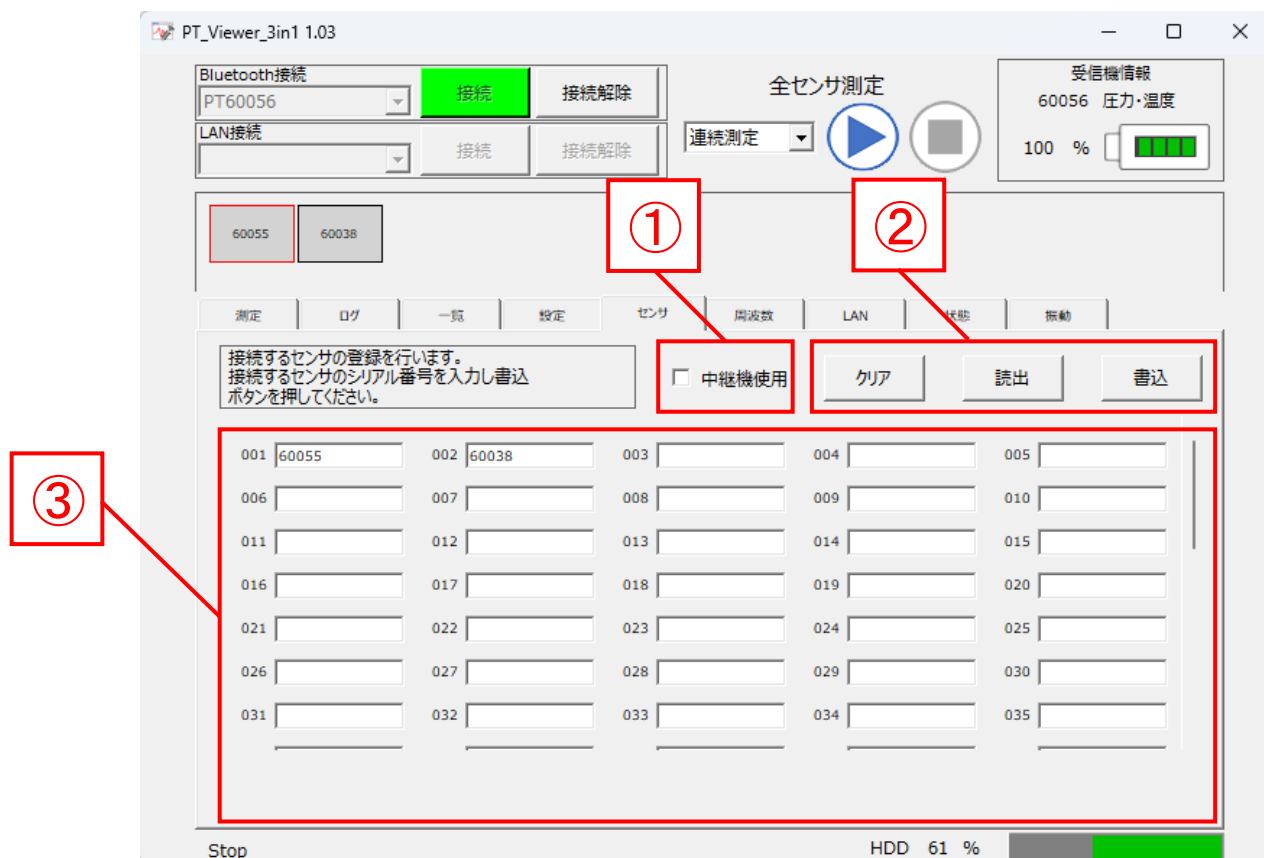 PT_Viewer_3in1 1.03
Bluetooth接続
PT60056
接続
接続解除
LAN接続
接続
接続解除
全センサ測定
連続測定
受信機情報
60056 圧力・温度
100 %
60055
60038
①
②
測定
ログ
一覧
設定
センサ
周波数
LAN
状態
振動
接続するセンサの登録を行います。
接続するセンサのシリアル番号を入力し書込
ボタンを押してください。
中継機使用
クリア
読出
書込
③
001 60055 002 60038 003 004 005
006 007 008 009 010
011 012 013 014 015
016 017 018 019 020
021 022 023 024 025
026 027 028 029 030
031 032 033 034 035
Stop
HDD 61 %